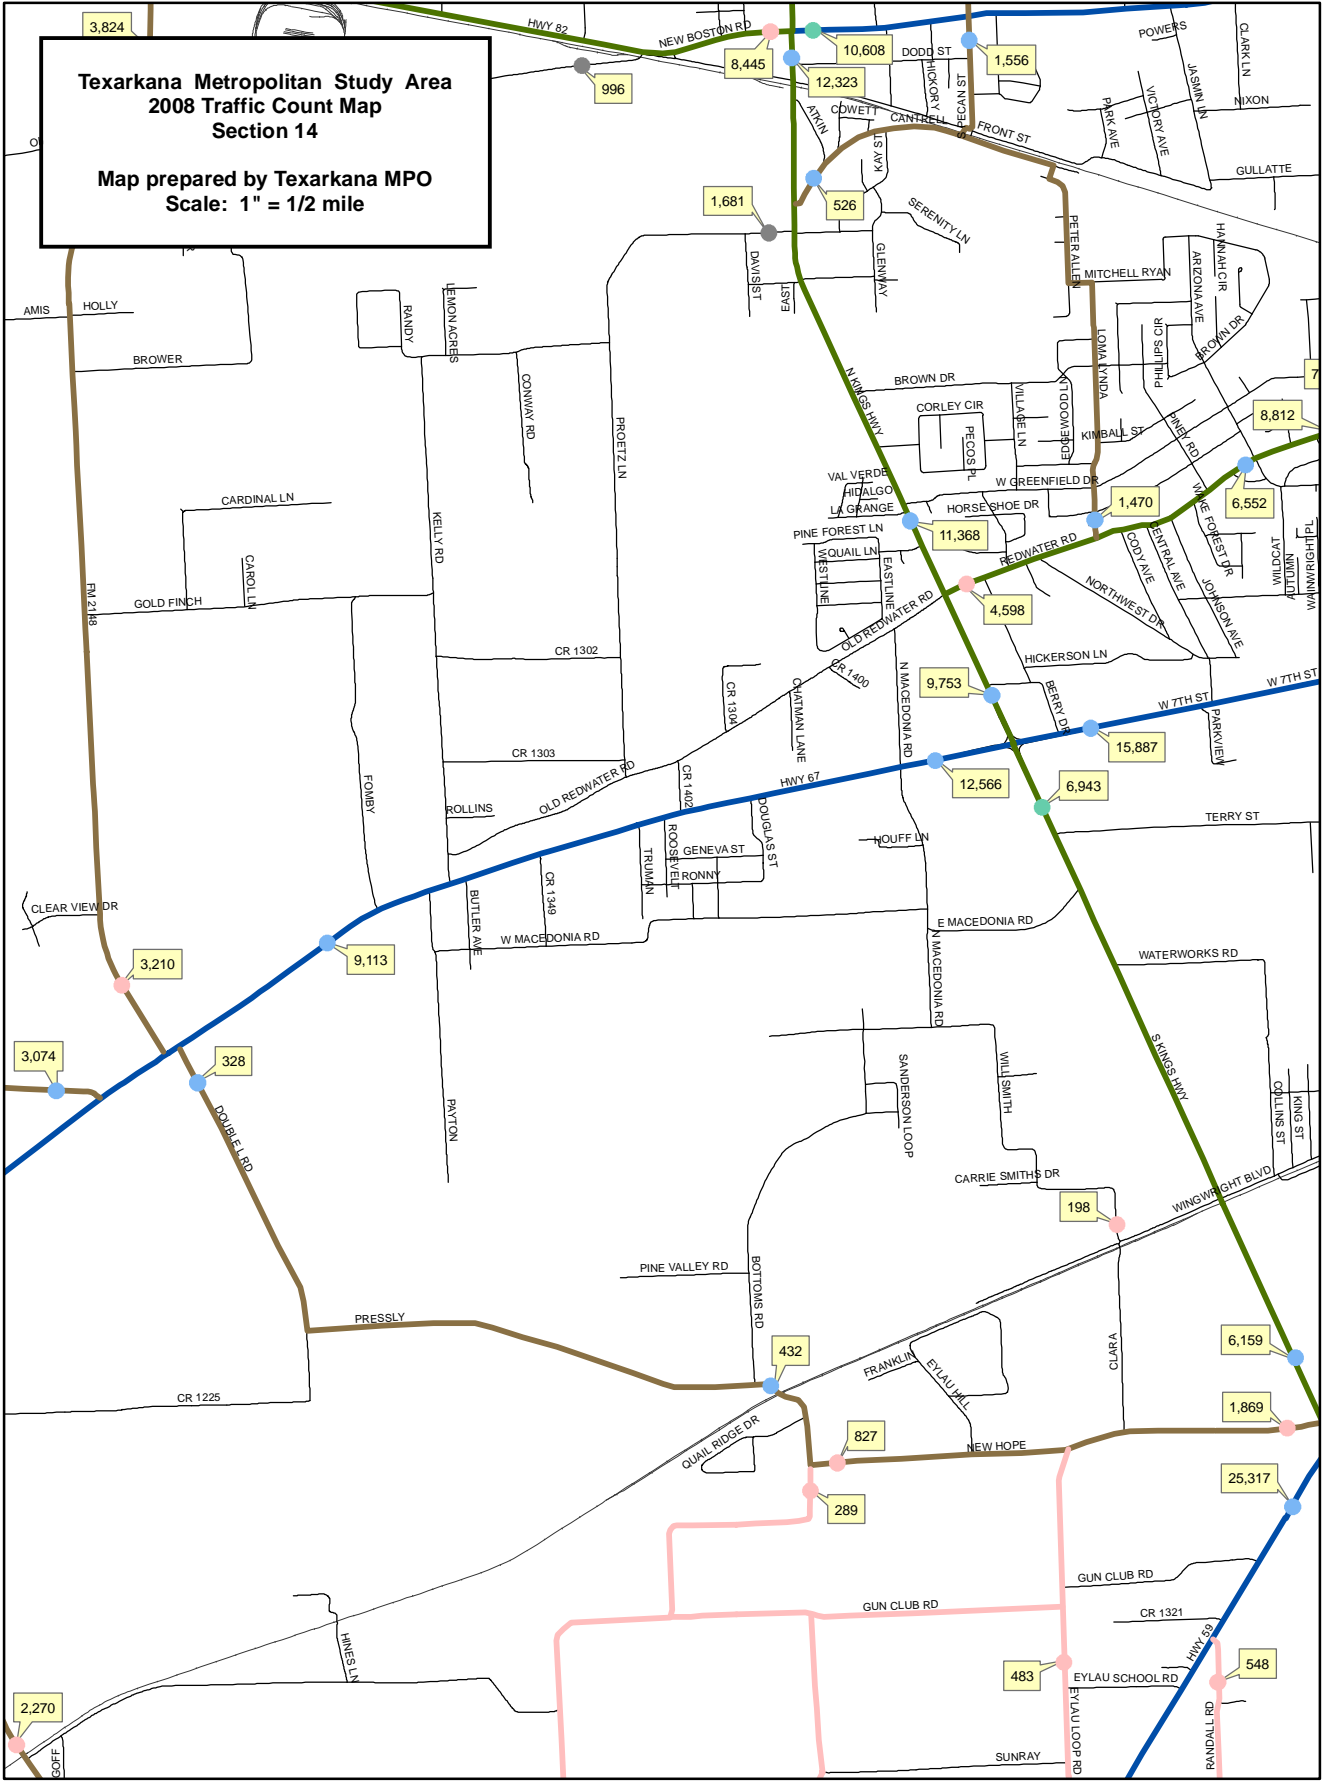 3,824
Texarkana Metropolitan Study Area
2008 Traffic Count Map
Section 14
Map prepared by Texarkana MPO
Scale: 1" = 1/2 mile
HWY 82
NEW BOSTON RD
8,445
10,608
12,323
996
DODD ST
HICKORY
S PECAN ST
1,556
POWERS
CLARK LN
JASMIN LN
NIXON
VICTORY AVE
PARK AVE
ATKIN
COWETT
CANTRELL
FRONT ST
KAY ST
GULLATTE
526
1,681
SERENITY LN
PETER ALLEN
DAVIS ST
EAST
GLENWAY
MITCHELL RYAN
ARIZONA AVE
HANNAH CIR
BROWN DR
PHILLIPS CIR
LOMA LYNDA
AMIS
HOLLY
BROWER
RANDY
LEMON ACRES
CONWAY RD
PROETZ LN
N KINGS HWY
BROWN DR
CORLEY CIR
PECOS PL
VILLAGE LN
EDGEWOOD LN
KIMBALL ST
PINEY RD
8,812
6,552
CARDINAL LN
KELLY RD
VAL VERDE
HIDALGO
LA GRANGE
W GREENFIELD DR
HORSE SHOE DR
1,470
11,368
PINE FOREST LN
QUAIL LN
WESTLINE
EASTLINE
REDWATER RD
WAKE FOREST DR
CODY AVE
CENTRAL AVE
JOHNSON AVE
NORTHWEST DR
WILDCAT
AUTUMN
WAINWRIGHT PL
FM 2148
CAROL LN
GOLD FINCH
4,598
OLD REDWATER RD
CR 1302
CR 1400
HICKERSON LN
9,753
BERRY DR
W 7TH ST
W 7TH ST
PARKVIEW
CR 1304
CHATMAN LANE
N MACEDONIA RD
15,887
CR 1303
OLD REDWATER RD
CR 1402
HWY 67
12,566
6,943
FOMBY
ROLLINS
DOUGLAS ST
TERRY ST
HOUFF LN
GENEVA ST
RONNY
TRUMAN
ROOSEVELT
CR 1349
BUTLER AVE
CLEAR VIEW DR
E MACEDONIA RD
W MACEDONIA RD
9,113
3,210
N MACEDONIA RD
WATERWORKS RD
3,074
328
S KINGS HWY
SANDERSON LOOP
WILL SMITH
COLLINS ST
KING ST
DOUBLE L RD
PAYTON
CARRIE SMITHS DR
WINGWRIGHT BLVD
198
PINE VALLEY RD
BOTTOMS RD
PRESSLY
432
FRANKLIN
EYLAU HILL
CLARA
6,159
CR 1225
1,869
QUAIL RIDGE DR
827
NEW HOPE
289
25,317
GUN CLUB RD
GUN CLUB RD
CR 1321
HWY 59
HINES LN
483
EYLAU SCHOOL RD
548
2,270
GOFF
SUNRAY
EYLAU LOOP RD
RANDALL RD